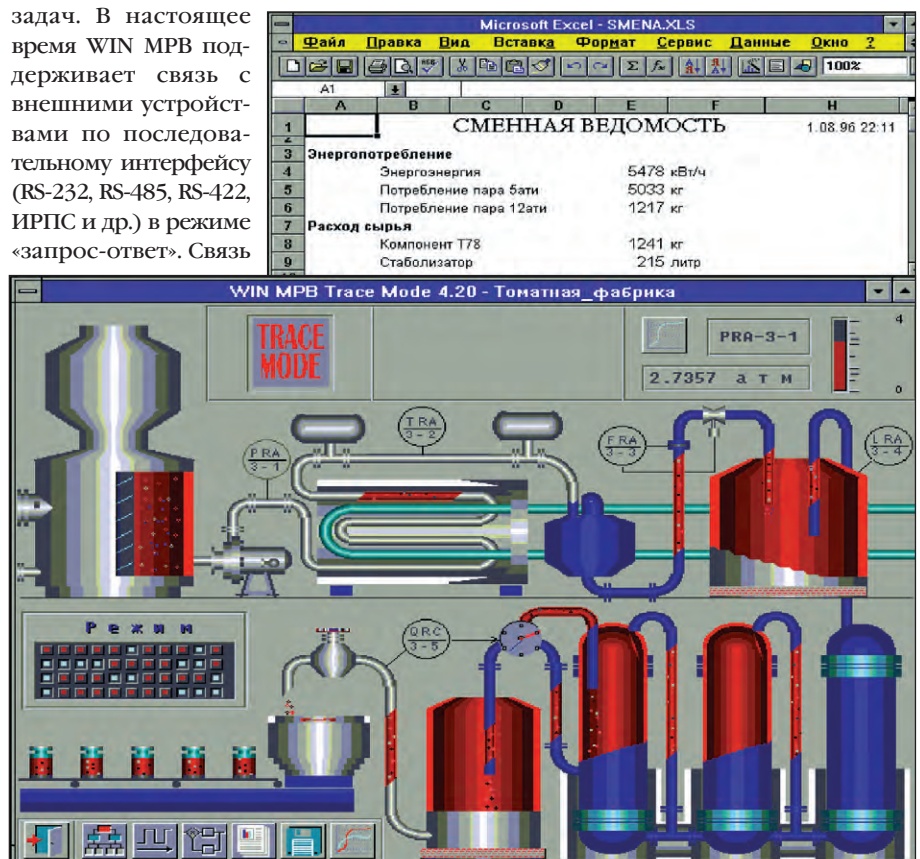 задач. В настоящее
время WIN МРВ под-
держивает связь с
внешними устройст-
вами по последова-
тельному интерфейсу
(RS-232, RS-485, RS-422,
ИРПС и др.) в режиме
«запрос-ответ». Связь
Microsoft Excel - SMENA.XLS
Файл Правка Вид Вставка Формат Сервис Данные Окно ?
100%
A1
A B C D E F H
1 СМЕННАЯ ВЕДОМОСТЬ 1.08.96 22:11
2
3 Энергопотребление
4 Энергоэнергия 5478 кВт/ч
5 Потребление пара 5ати 5033 кг
6 Потребление пара 12ати 1217 кг
7 Расход сырья
8 Компонент Т78 1241 кг
9 Стаболизатор 215 литр
WIN MPB Trace Mode 4.20 - Томатная_фабрика
TRACE
MODE
PRA-3-1
2.7357 атм
4
0
PRA
3-1
TRA
3-2
FRA
3-3
LRA
3-4
Режим
QRC
3-5